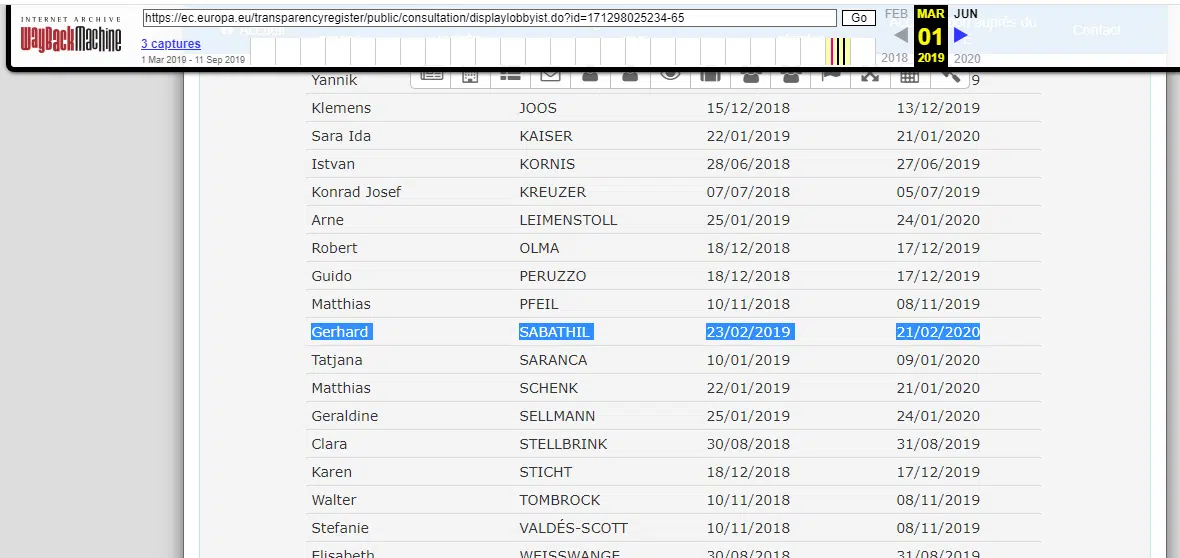 INTERNET ARCHIVE
WayBackMachine
https://ec.europa.eu/transparencyregister/public/consultation/displaylobbyist.do?id=171298025234-65 Go
FEB MAR JUN
3 captures
01
1 Mar 2019 - 11 Sep 2019
2018 2019 2020
Accueil
auprès du
Contact
Yannik 9
Klemens JOOS 15/12/2018 13/12/2019
Sara Ida KAISER 22/01/2019 21/01/2020
Istvan KORNIS 28/06/2018 27/06/2019
Konrad Josef KREUZER 07/07/2018 05/07/2019
Arne LEIMENSTOLL 25/01/2019 24/01/2020
Robert OLMA 18/12/2018 17/12/2019
Guido PERUZZO 18/12/2018 17/12/2019
Matthias PFEIL 10/11/2018 08/11/2019
Gerhard SABATHIL 23/02/2019 21/02/2020
Tatjana SARANCA 10/01/2019 09/01/2020
Matthias SCHENK 22/01/2019 21/01/2020
Geraldine SELLMANN 25/01/2019 24/01/2020
Clara STELLBRINK 30/08/2018 31/08/2019
Karen STICHT 18/12/2018 17/12/2019
Walter TOMBROCK 10/11/2018 08/11/2019
Stefanie VALDÉS-SCOTT 10/11/2018 08/11/2019
Elisabeth WEISSWANGE 30/08/2018 31/08/2019